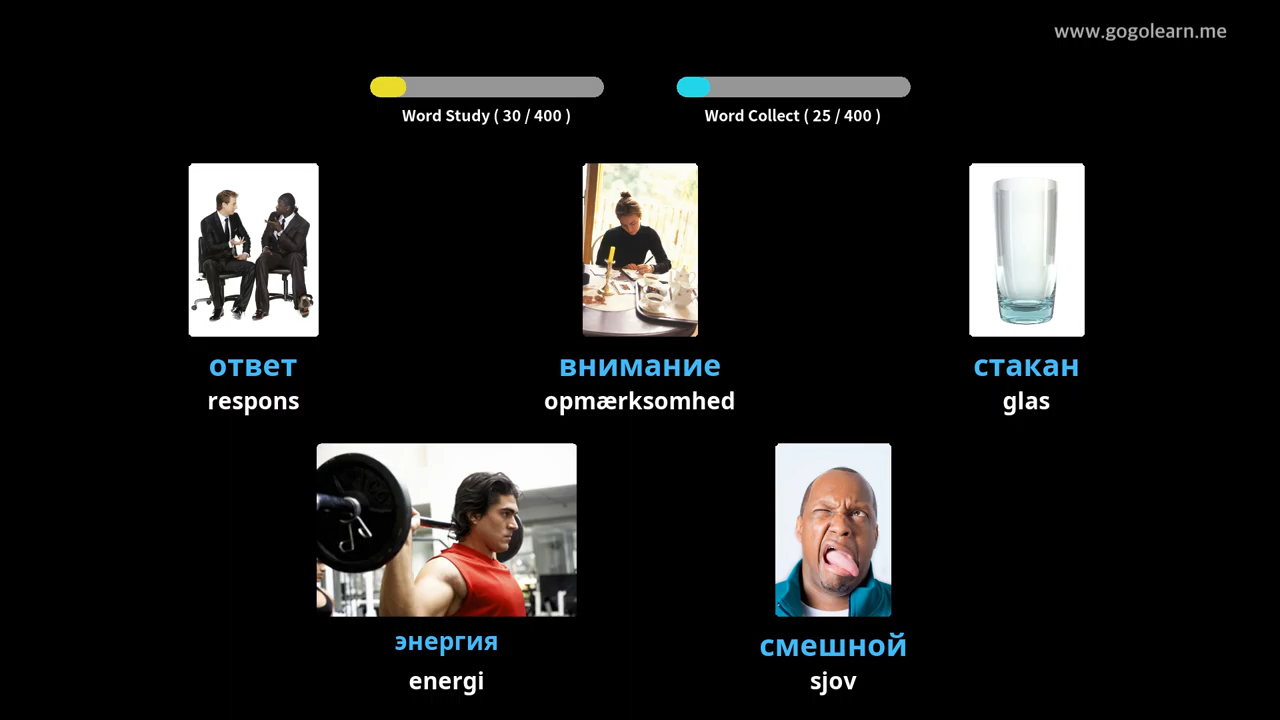 www.gogolearn.me
Word Study ( 30 / 400 )
Word Collect ( 25 / 400 )
ответ
respons
внимание
opmærksomhed
стакан
glas
энергия
energi
смешной
sjov